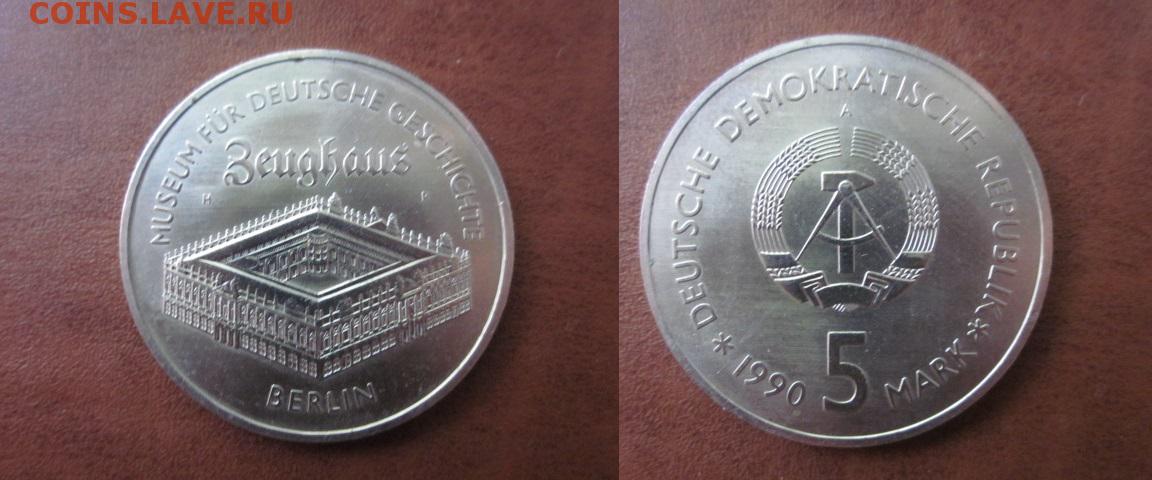 COINS.LAVE.RU
MUSEUM FÜR DEUTSCHE GESCHICHTE
Zeughaus
H P
BERLIN
DEUTSCHE DEMOKRATISCHE REPUBLIK
A
* 1990 5 MARK *